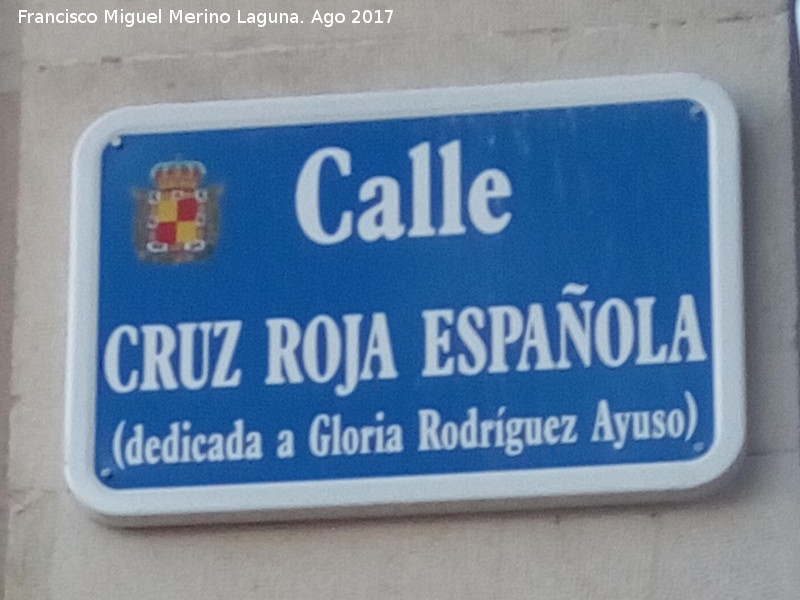 Francisco Miguel Merino Laguna. Ago 2017
Calle
CRUZ ROJA ESPAÑOLA
(dedicada a Gloria Rodríguez Ayuso)